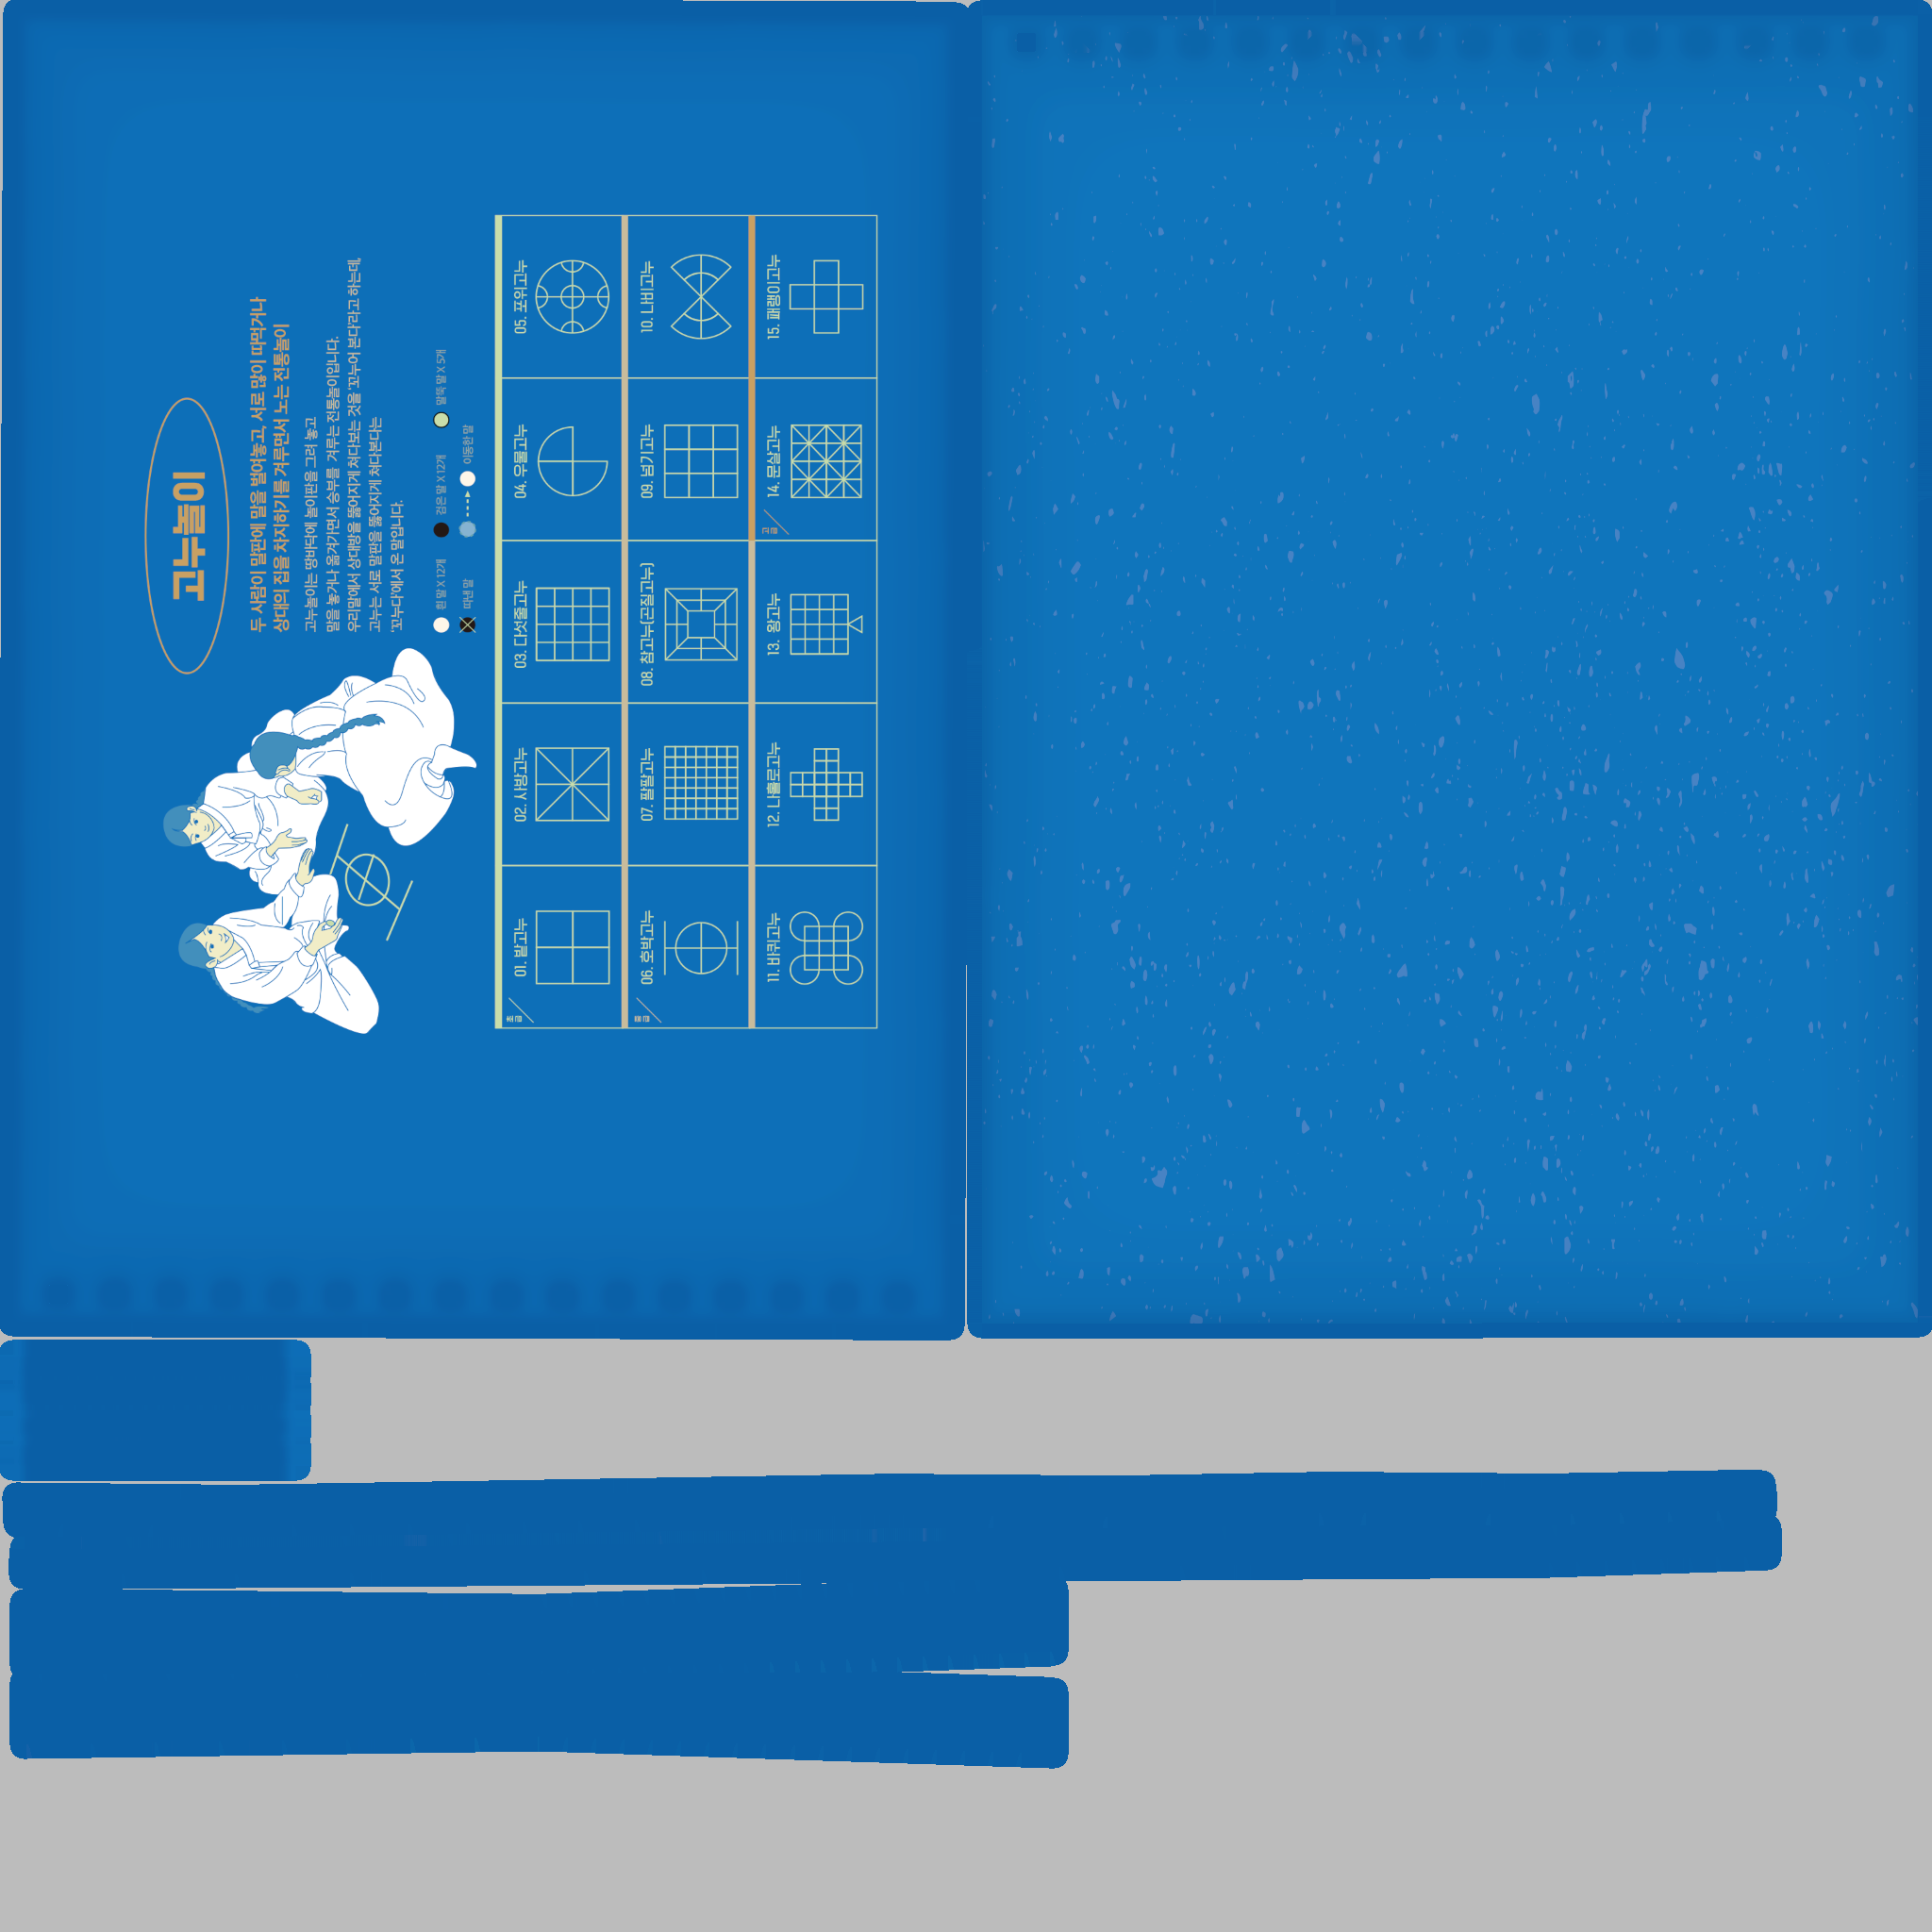 고누놀이
두 사람이 말판에 말을 벌여놓고, 서로 많이 따먹거나
상대의 집을 차지하기를 겨루면서 노는 전통놀이
고누놀이는 땅바닥에 놀이판을 그려 놓고
말을 놓거나 옮겨가면서 승부를 겨루는 전통놀이입니다.
우리말에서 상대방을 뚫어지게 쳐다보는 것을 '꼬누어 본다'라고 하는데,
고누는 서로 말판을 뚫어지게 쳐다본다는
'꼬누다'에서 온 말입니다.
흰 말 X 12개
검은 말 X 12개
말뚝 말 X 5개
따낸 말
이동한 말
초급
01. 밭고누
02. 사방고누
03. 다섯줄고누
04. 우물고누
05. 포위고누
중급
06. 호박고누
07. 팔팔고누
08. 참고누(곤질고누)
09. 넘기고누
10. 나비고누
11. 바퀴고누
12. 나홀로고누
13. 왕고누
고급
14. 문살고누
15. 패랭이고누